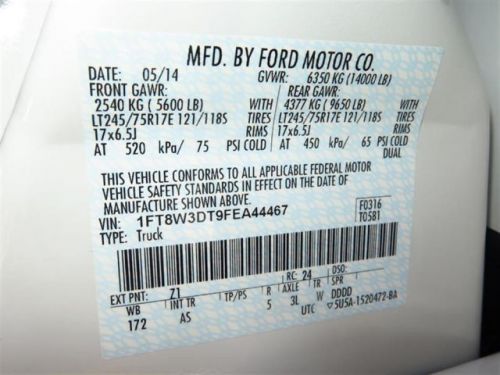 MFD. BY FORD MOTOR CO.
DATE: 05/14 GVWR: 6350 KG (14000 LB)
FRONT GAWR: REAR GAWR:
2540 KG ( 5600 LB) WITH 4377 KG ( 9650 LB) WITH
LT245/75R17E 121/118S TIRES LT245/75R17E 121/118S TIRES
17x6.5J RIMS 17x6.5J RIMS
AT 520 kPa/ 75 PSI COLD AT 450 kPa/ 65 PSI COLD
DUAL
THIS VEHICLE CONFORMS TO ALL APPLICABLE FEDERAL MOTOR
VEHICLE SAFETY STANDARDS IN EFFECT ON THE DATE OF
MANUFACTURE SHOWN ABOVE.
VIN: 1FT8W3DT9FEA44467 F0316
TYPE: Truck T0581
EXT PNT: 71 RC: 24 DSO:
WB INT TR TP/PS R AXLE TR SPR
172 AS 5 3L W DDDD
UTC ▽5U5A-1520472-BA